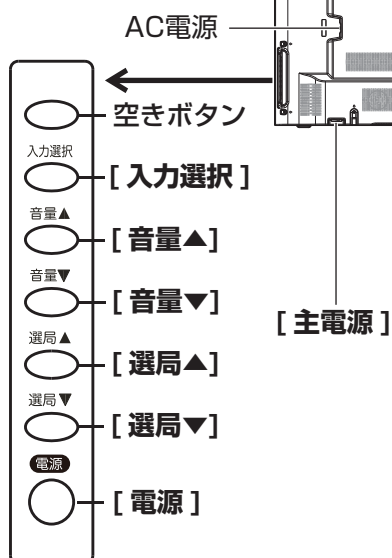 AC電源
空きボタン
入力選択
[ 入力選択 ]
音量▲
[ 音量▲]
音量▼
[ 音量▼]
[ 主電源 ]
選局▲
[ 選局▲]
選局▼
[ 選局▼]
電源
[ 電源 ]